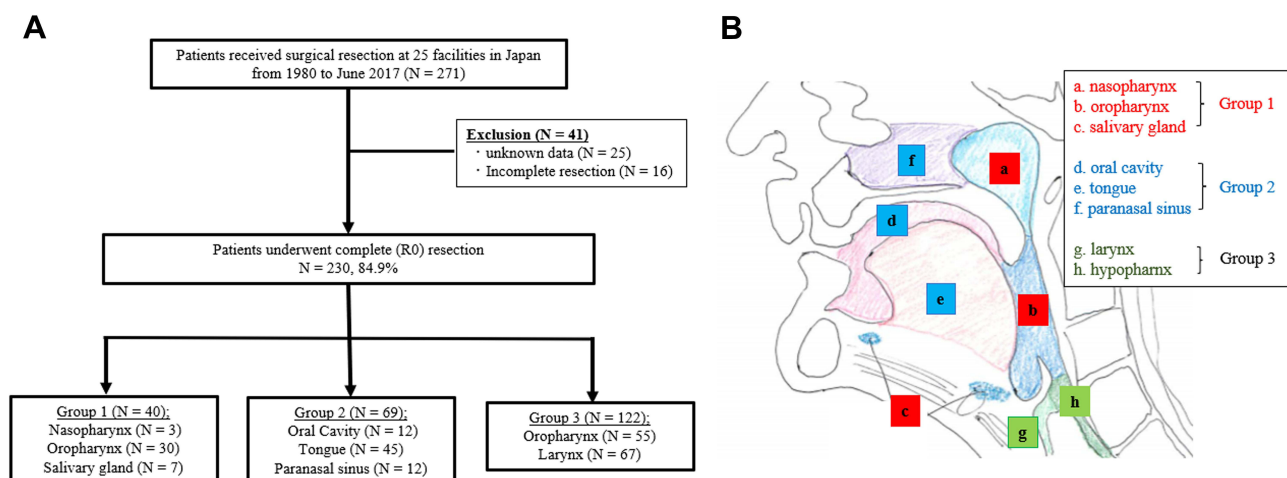 A
Patients received surgical resection at 25 facilities in Japan
from 1980 to June 2017 (N = 271)
Exclusion (N = 41)
· unknown data (N = 25)
· Incomplete resection (N = 16)
Patients underwent complete (R0) resection
N = 230, 84.9%
Group 1 (N = 40);
Nasopharynx (N = 3)
Oropharynx (N = 30)
Salivary gland (N = 7)
Group 2 (N = 69);
Oral Cavity (N = 12)
Tongue (N = 45)
Paranasal sinus (N = 12)
Group 3 (N = 122);
Oropharynx (N = 55)
Larynx (N = 67)
B
a. nasopharynx
b. oropharynx
c. salivary gland
Group 1
d. oral cavity
e. tongue
f. paranasal sinus
Group 2
g. larynx
h. hypopharnx
Group 3
f
a
d
e
b
c
h
g